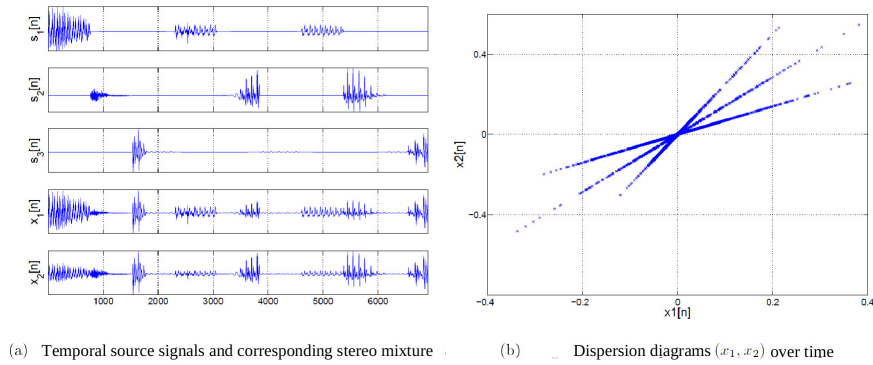 s₁[n]
s₂[n]
s₃[n]
x₁[n]
x₂[n]
1000 2000 3000 4000 5000 6000
(a) Temporal source signals and corresponding stereo mixture
x2[n]
0.4
0
−0.4
−0.4 −0.2 0 0.2 0.4
x1[n]
(b) Dispersion diagrams (x₁, x₂) over time